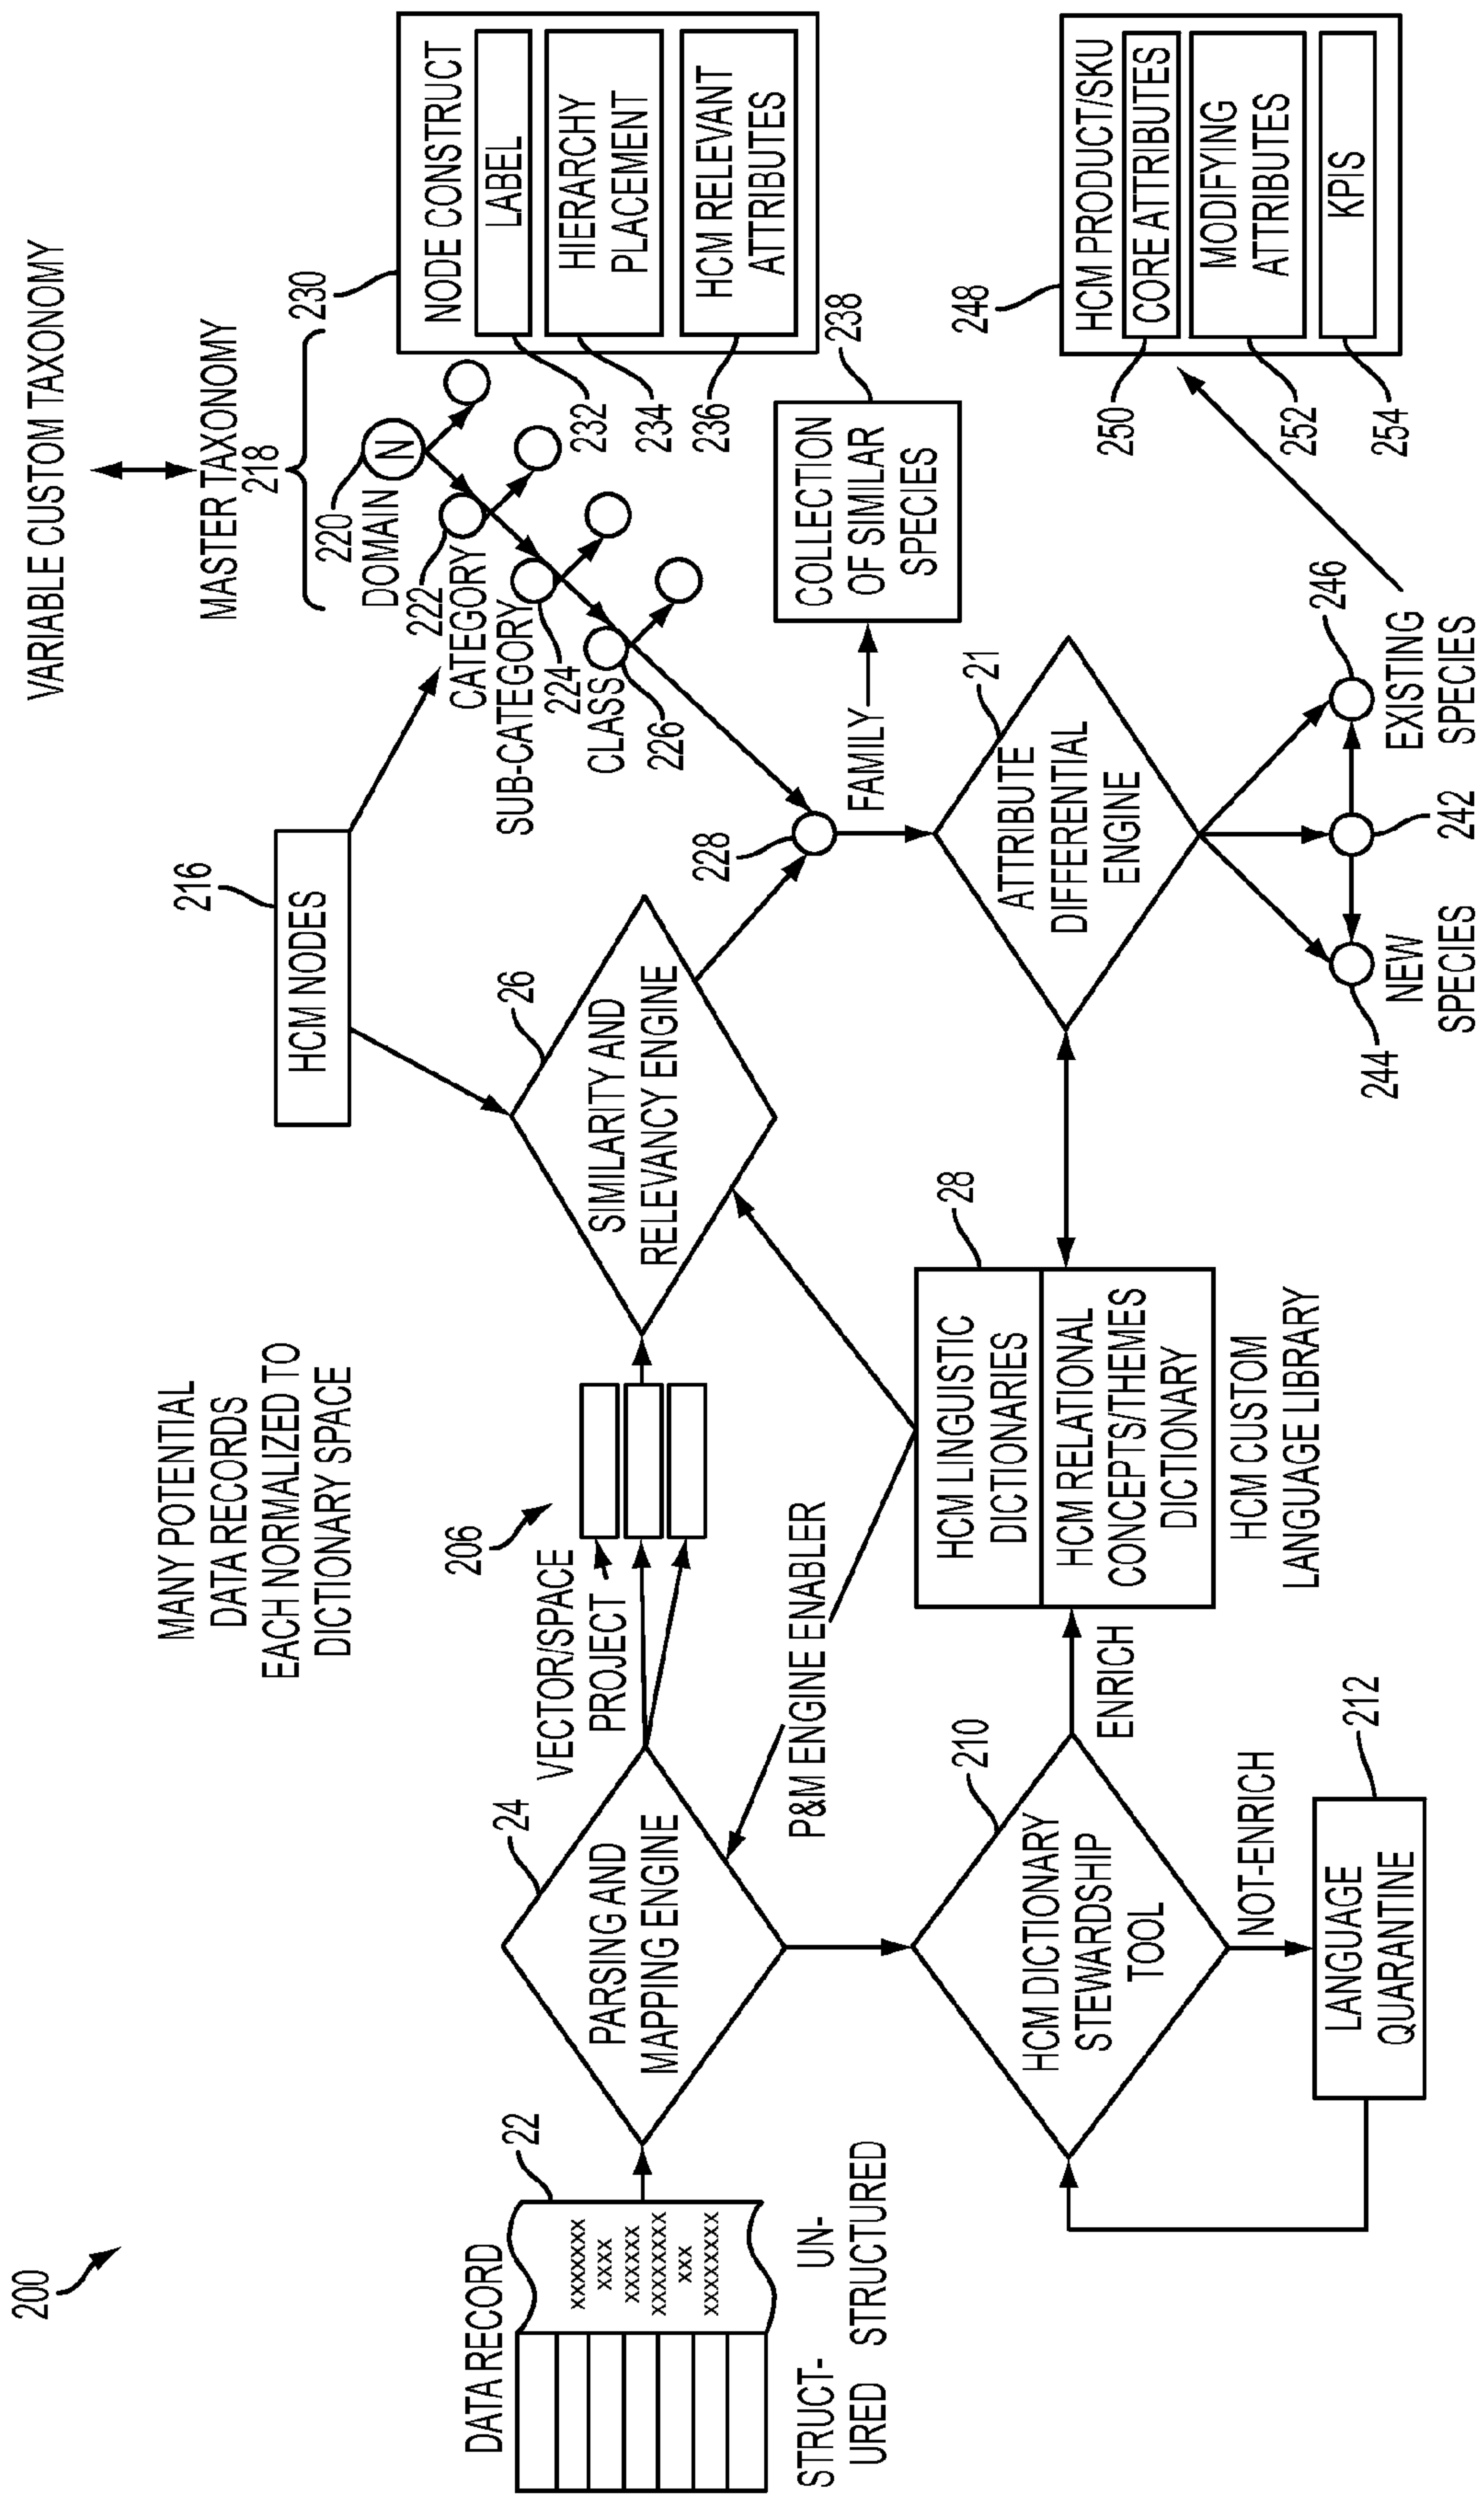 200
VARIABLE CUSTOM TAXONOMY
MASTER TAXONOMY
218
MANY POTENTIAL
DATA RECORDS
EACH NORMALIZED TO
DICTIONARY SPACE
216
HCM NODES
220
DOMAIN
N
222
CATEGORY
SUB-CATEGORY
224
CLASS
226
230
NODE CONSTRUCT
LABEL
HIERARCHY
PLACEMENT
HCM RELEVANT
ATTRIBUTES
232
234
236
DATA RECORD
22
XXXXXXX
XXXX
XXXXXX
XXXXXXXX
XXX
XXXXXXXX
STRUCT-
URED
UN-
STRUCTURED
24
PARSING AND
MAPPING ENGINE
VECTOR/SPACE
PROJECT
206
26
SIMILARITY AND
RELEVANCY ENGINE
228
FAMILY
238
COLLECTION
OF SIMILAR
SPECIES
P&M ENGINE ENABLER
210
HCM DICTIONARY
STEWARDSHIP
TOOL
ENRICH
NOT-ENRICH
212
LANGUAGE
QUARANTINE
28
HCM LINGUISTIC
DICTIONARIES
HCM RELATIONAL
CONCEPTS/THEMES
DICTIONARY
HCM CUSTOM
LANGUAGE LIBRARY
21
ATTRIBUTE
DIFFERENTIAL
ENGINE
244
NEW
SPECIES
242
246
EXISTING
SPECIES
248
HCM PRODUCT/SKU
CORE ATTRIBUTES
MODIFYING
ATTRIBUTES
KPIS
250
252
254